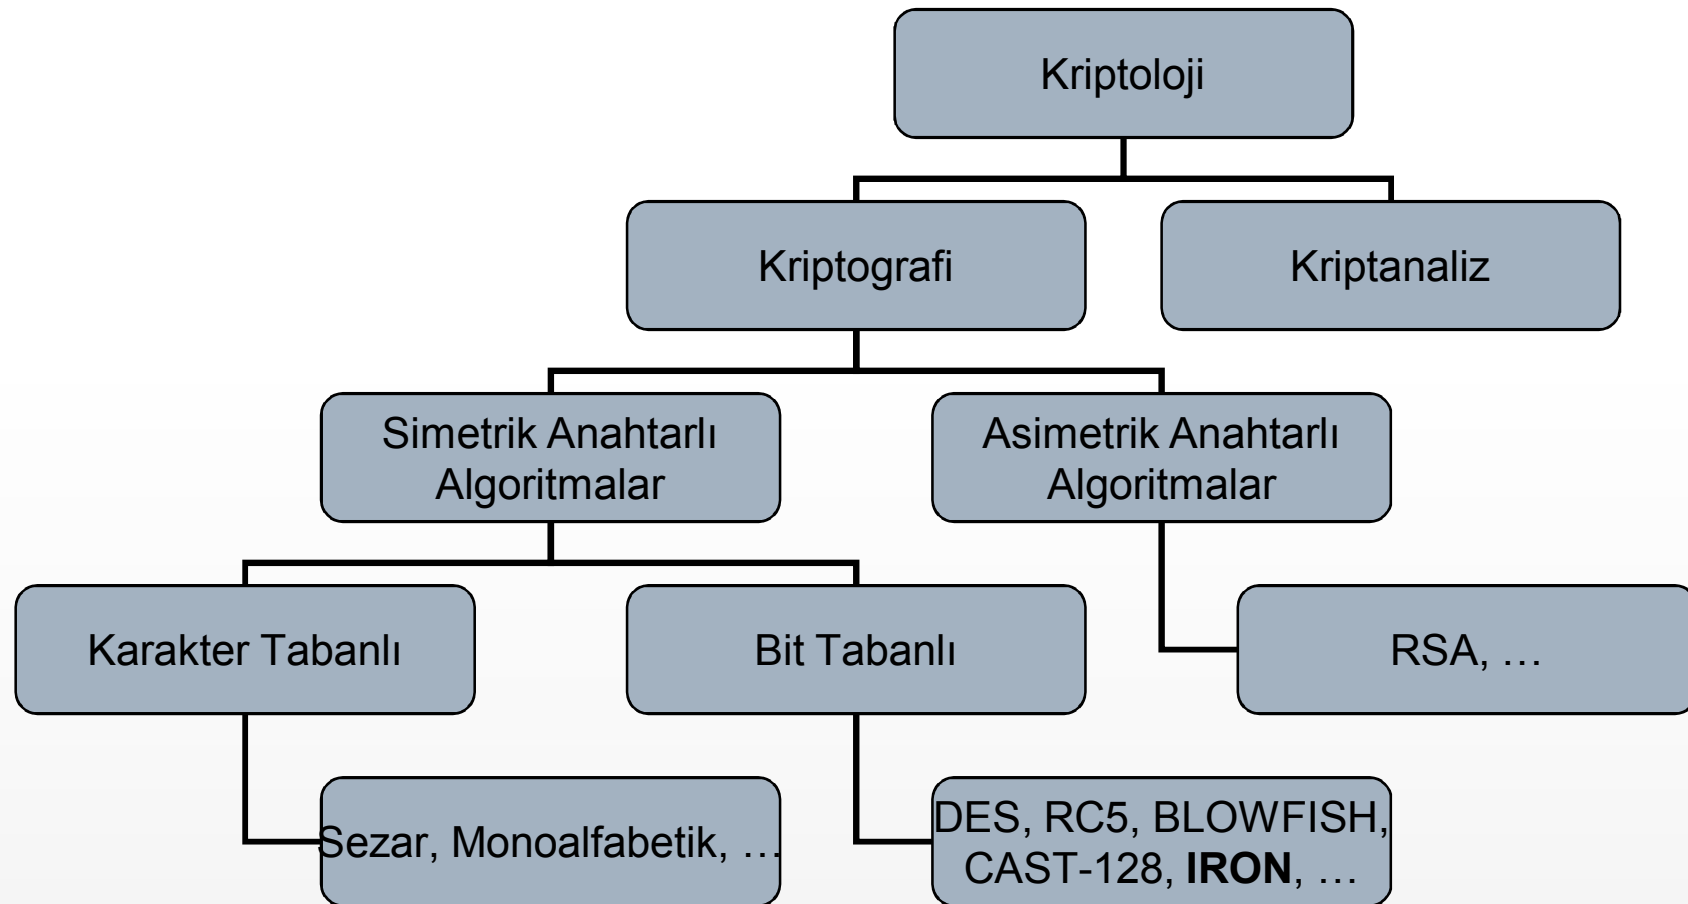 Kriptoloji
Kriptografi
Kriptanaliz
Simetrik Anahtarlı
Algoritmalar
Asimetrik Anahtarlı
Algoritmalar
Karakter Tabanlı
Bit Tabanlı
RSA, …
Sezar, Monoalfabetik, …
DES, RC5, BLOWFISH,
CAST-128, IRON, …